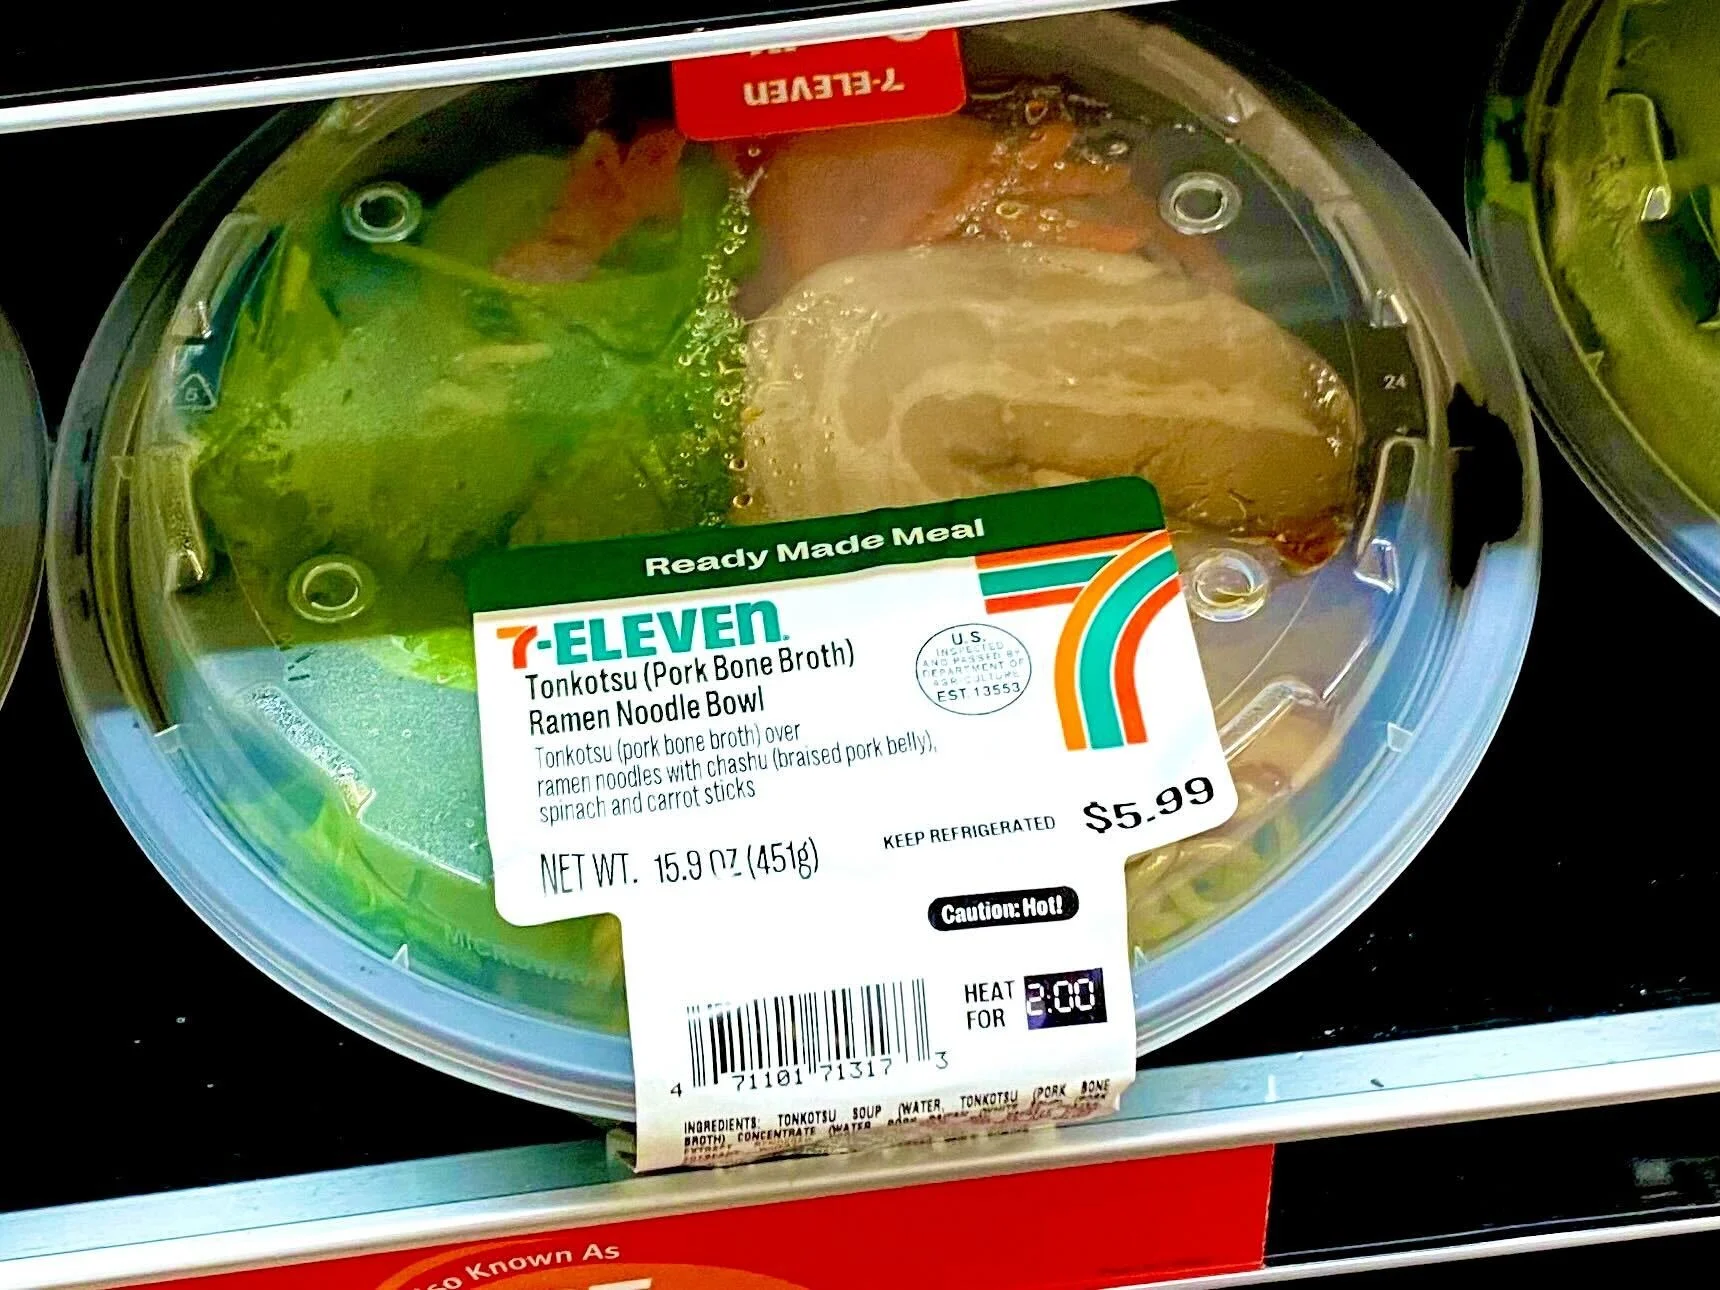 7-ELEVEN
24
Ready Made Meal
7-ELEVEN.
Tonkotsu (Pork Bone Broth)
Ramen Noodle Bowl
Tonkotsu (pork bone broth) over
ramen noodles with chashu (braised pork belly),
spinach and carrot sticks
U.S.
INSPECTED
AND PASSED BY
DEPARTMENT OF
AGRICULTURE
EST. 13553
NET WT. 15.9 OZ (451g)
KEEP REFRIGERATED
$5.99
Caution: Hot!
HEAT
FOR
2:00
4 71101 71317 3
INGREDIENTS: TONKOTSU SOUP (WATER, TONKOTSU (PORK BONE
BROTH) CONCENTRATE (WATER
Known As